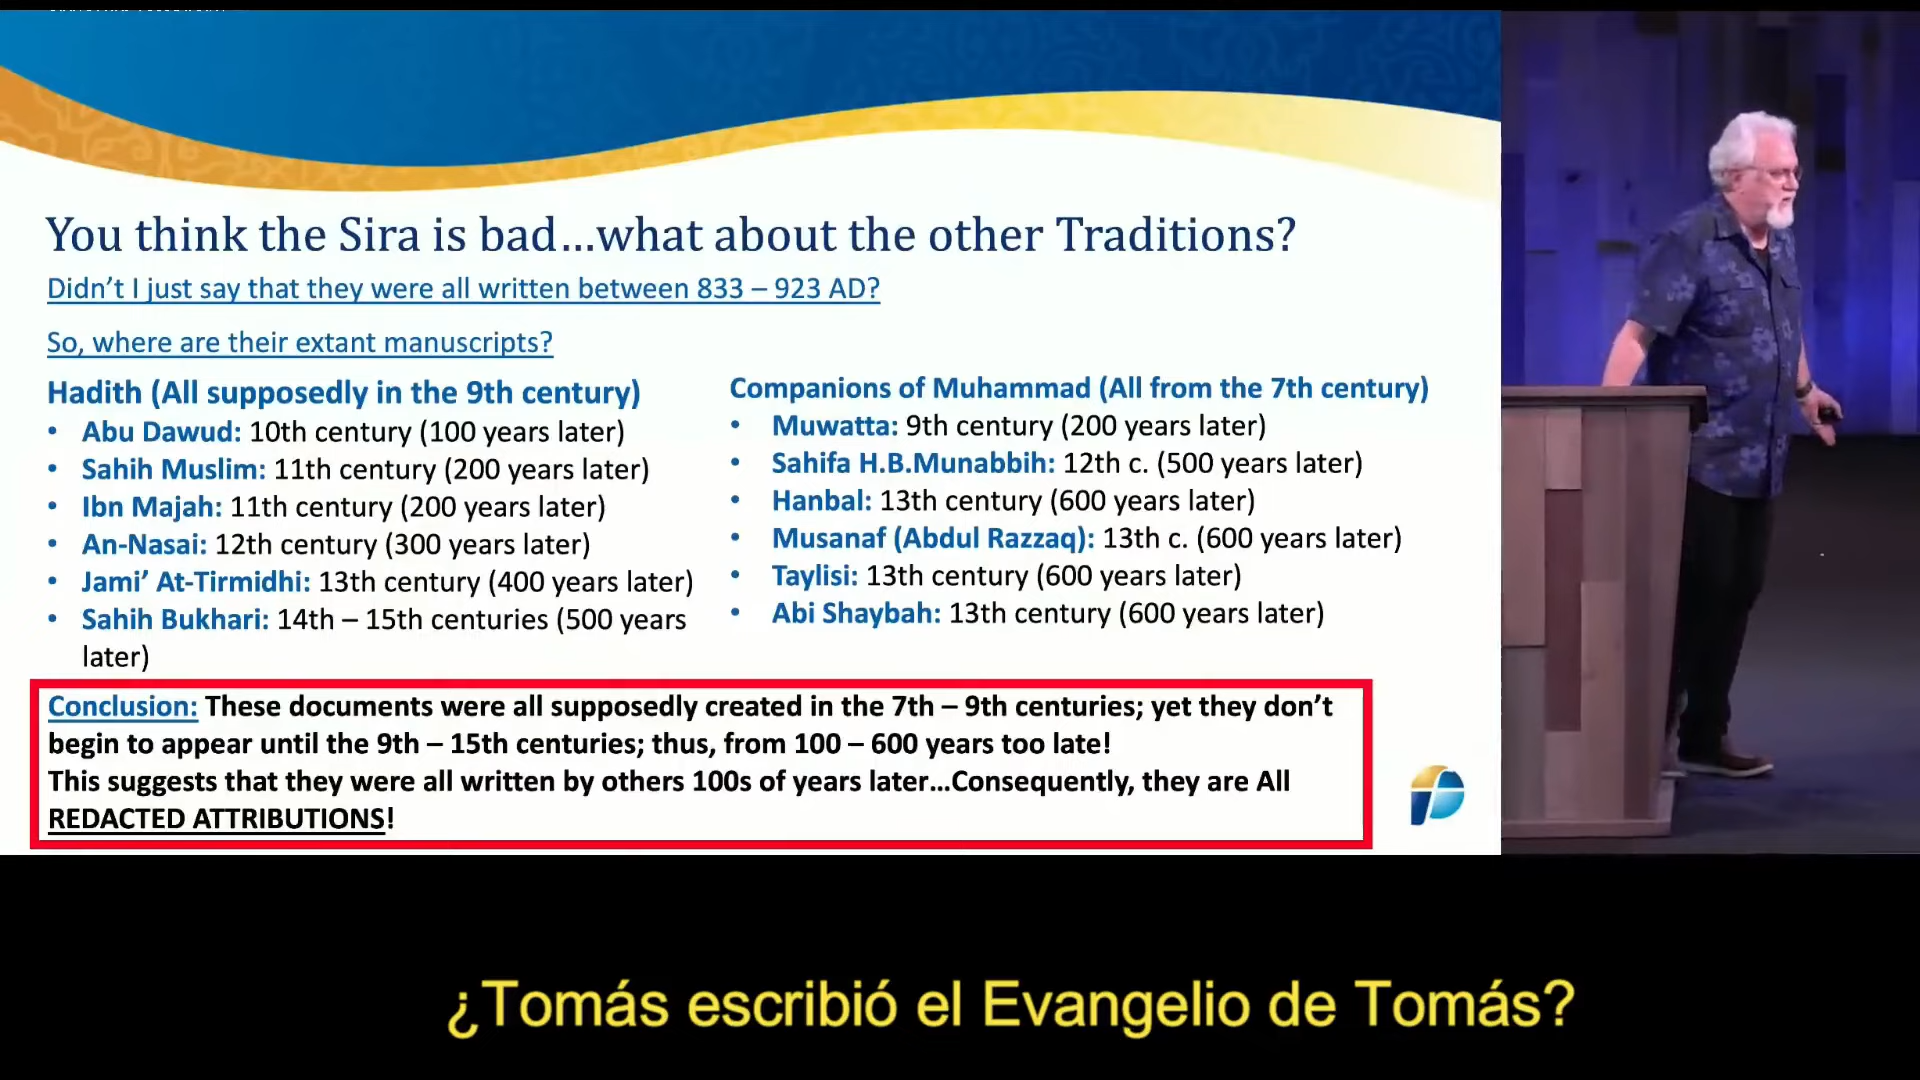 You think the Sira is bad...what about the other Traditions?
Didn't I just say that they were all written between 833 – 923 AD?
So, where are their extant manuscripts?
Hadith (All supposedly in the 9th century)
• Abu Dawud: 10th century (100 years later)
• Sahih Muslim: 11th century (200 years later)
• Ibn Majah: 11th century (200 years later)
• An-Nasai: 12th century (300 years later)
• Jami' At-Tirmidhi: 13th century (400 years later)
• Sahih Bukhari: 14th – 15th centuries (500 years
later)
Companions of Muhammad (All from the 7th century)
• Muwatta: 9th century (200 years later)
• Sahifa H.B.Munabbih: 12th c. (500 years later)
• Hanbal: 13th century (600 years later)
• Musanaf (Abdul Razzaq): 13th c. (600 years later)
• Taylisi: 13th century (600 years later)
• Abi Shaybah: 13th century (600 years later)
Conclusion: These documents were all supposedly created in the 7th – 9th centuries; yet they don't
begin to appear until the 9th – 15th centuries; thus, from 100 – 600 years too late!
This suggests that they were all written by others 100s of years later...Consequently, they are All
REDACTED ATTRIBUTIONS!
¿Tomás escribió el Evangelio de Tomás?